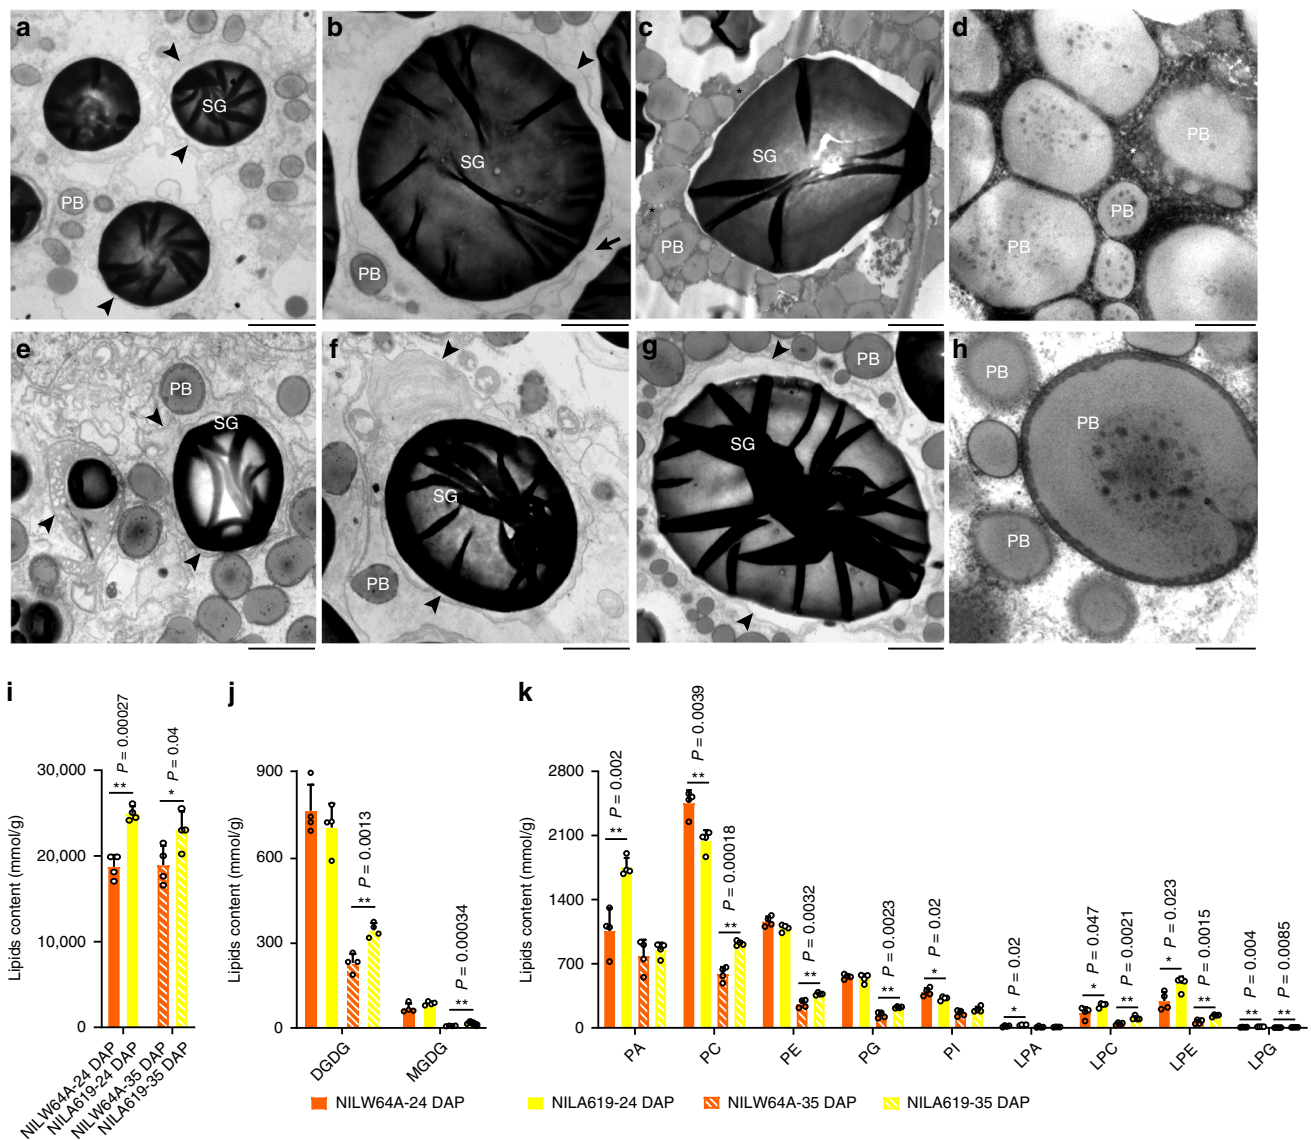 a
SG
PB
b
SG
PB
c
*
SG
*
PB
d
PB
*
PB
PB
e
PB
SG
f
SG
PB
g
PB
SG
h
PB
PB
PB
i
Lipids content (mmol/g)
30,000
20,000
10,000
0
** P = 0.00027
* P = 0.04
NILW64A-24 DAP
NILA619-24 DAP
NILW64A-35 DAP
NILA619-35 DAP
j
Lipids content (mmol/g)
900
600
300
0
** P = 0.0013
** P = 0.00034
DGDG
MGDG
k
Lipids content (mmol/g)
2800
2100
1400
700
0
** P = 0.002
** P = 0.0039
** P = 0.00018
** P = 0.0032
** P = 0.0023
* P = 0.02
* P = 0.02
* P = 0.047
** P = 0.0021
* P = 0.023
** P = 0.0015
** P = 0.004
** P = 0.0085
PA
PC
PE
PG
PI
LPA
LPC
LPE
LPG
NILW64A-24 DAP
NILA619-24 DAP
NILW64A-35 DAP
NILA619-35 DAP